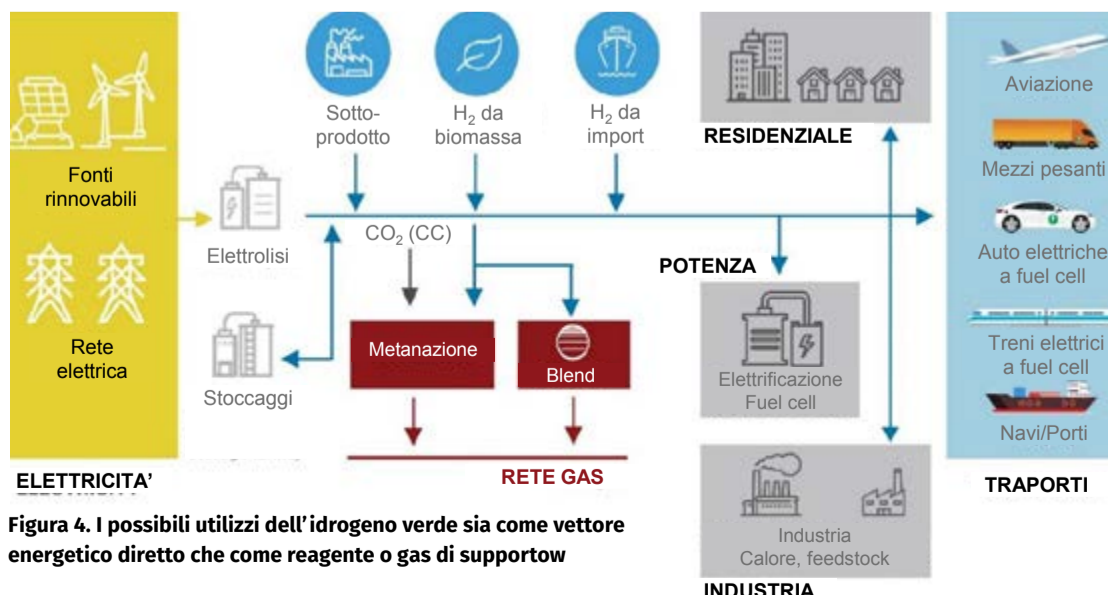 Fonti
rinnovabili
Rete
elettrica
ELETTRICITA'
Elettrolisi
Stoccaggi
Sotto-
prodotto
H₂ da
biomassa
H₂ da
import
CO₂ (CC)
Metanazione
Blend
RETE GAS
RESIDENZIALE
POTENZA
Elettrificazione
Fuel cell
Industria
Calore, feedstock
INDUSTRIA
Aviazione
Mezzi pesanti
Auto elettriche
a fuel cell
Treni elettrici
a fuel cell
Navi/Porti
TRAPORTI
Figura 4. I possibili utilizzi dell'idrogeno verde sia come vettore
energetico diretto che come reagente o gas di supportow